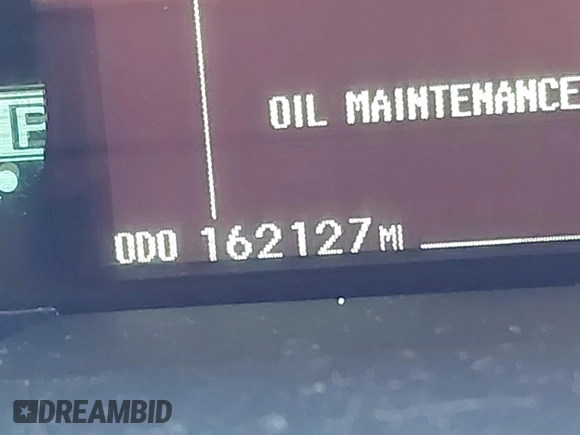 F
OIL MAINTENANCE
ODO 162127 MI
DREAMBID